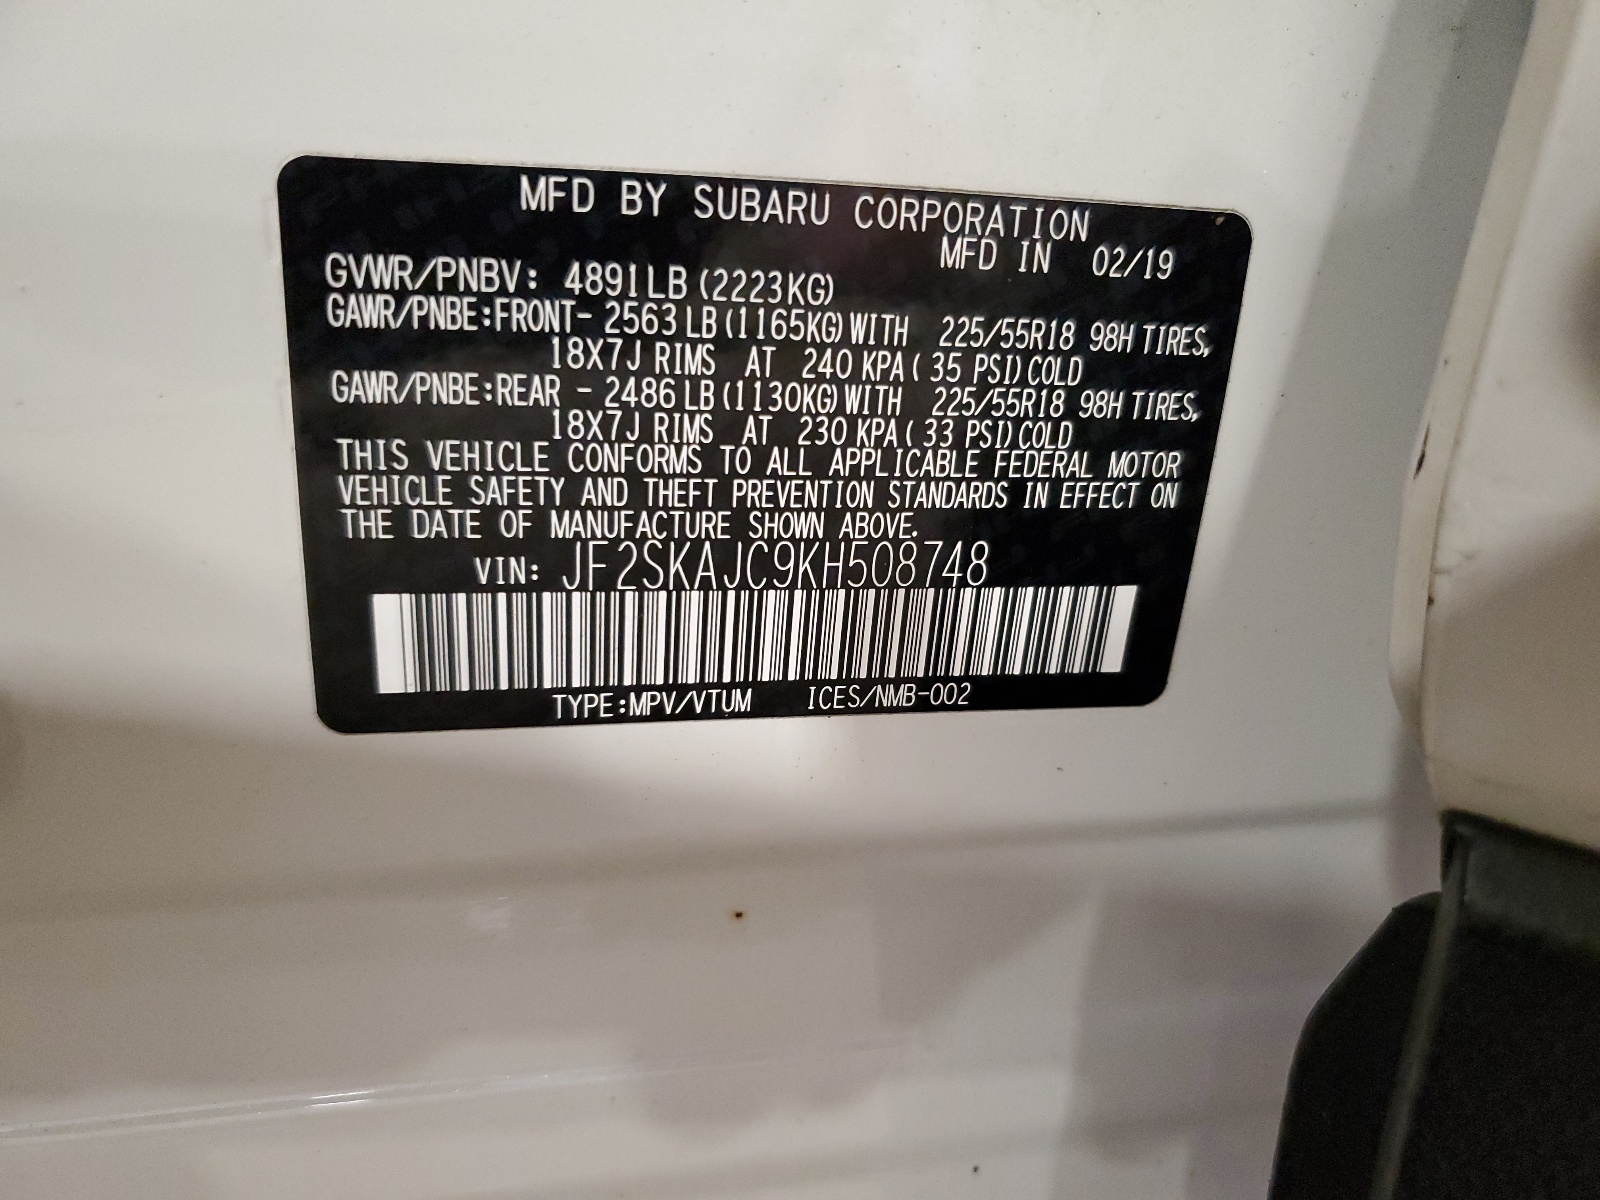 MFD BY SUBARU CORPORATION
MFD IN 02/19
GVWR/PNBV: 4891LB (2223KG)
GAWR/PNBE:FRONT- 2563 LB (1165KG) WITH 225/55R18 98H TIRES,
18X7J RIMS AT 240 KPA ( 35 PSI) COLD
GAWR/PNBE:REAR - 2486 LB (1130KG) WITH 225/55R18 98H TIRES,
18X7J RIMS AT 230 KPA ( 33 PSI) COLD
THIS VEHICLE CONFORMS TO ALL APPLICABLE FEDERAL MOTOR
VEHICLE SAFETY AND THEFT PREVENTION STANDARDS IN EFFECT ON
THE DATE OF MANUFACTURE SHOWN ABOVE.
VIN: JF2SKAJC9KH508748
TYPE:MPV/VTUM ICES/NMB-002